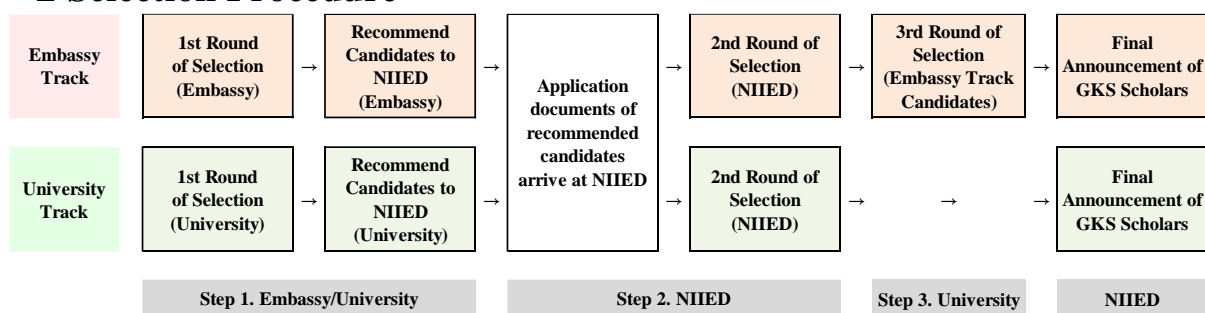 Embassy
Track
1st Round
of Selection
(Embassy)
→
Recommend
Candidates to
NIIED
(Embassy)
→
Application
documents of
recommended
candidates
arrive at NIIED
→
2nd Round of
Selection
(NIIED)
→
3rd Round of
Selection
(Embassy Track
Candidates)
→
Final
Announcement of
GKS Scholars
University
Track
1st Round
of Selection
(University)
→
Recommend
Candidates to
NIIED
(University)
→
→
2nd Round of
Selection
(NIIED)
→
→
→
Final
Announcement of
GKS Scholars
Step 1. Embassy/University
Step 2. NIIED
Step 3. University
NIIED